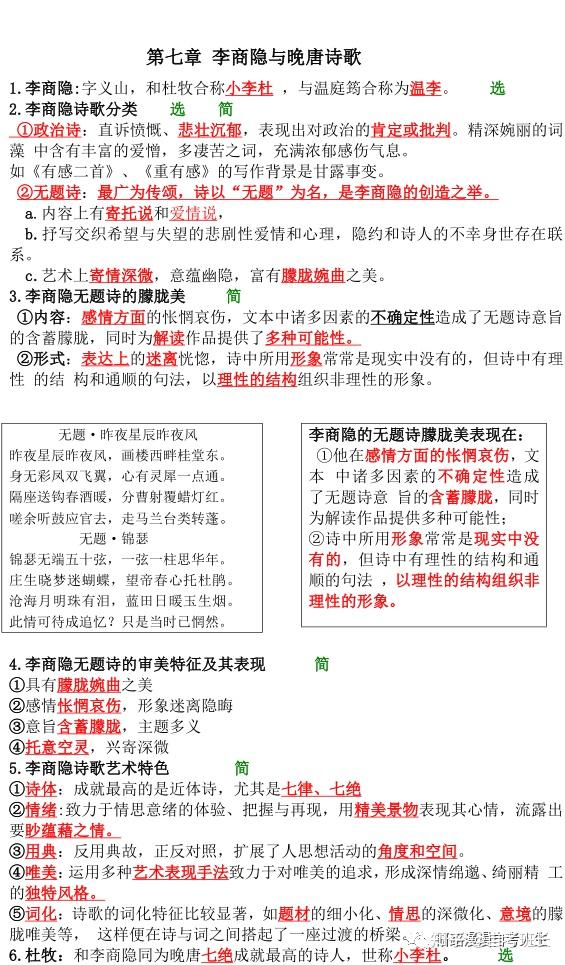 第七章 李商隐与晚唐诗歌
1.李商隐:字义山，和杜牧合称小李杜 ，与温庭筠合称为温李。 选
2.李商隐诗歌分类 选 简
①政治诗：直诉愤慨、悲壮沉郁，表现出对政治的肯定或批判。精深婉丽的词
藻 中含有丰富的爱憎，多凄苦之词，充满浓郁感伤气息。
如《有感二首》、《重有感》的写作背景是甘露事变。
②无题诗：最广为传颂，诗以“无题”为名，是李商隐的创造之举。
a.内容上有寄托说和爱情说，
b.抒写交织希望与失望的悲剧性爱情和心理，隐约和诗人的不幸身世存在联
系。
c.艺术上寄情深微，意蕴幽隐，富有朦胧婉曲之美。
3.李商隐无题诗的朦胧美 简
①内容：感情方面的怅惘哀伤，文本中诸多因素的不确定性造成了无题诗意旨
的含蓄朦胧，同时为解读作品提供了多种可能性。
②形式：表达上的迷离恍惚，诗中所用形象常常是现实中没有的，但诗中有理
性 的结 构和通顺的句法，以理性的结构组织非理性的形象。
无题·昨夜星辰昨夜风
昨夜星辰昨夜风，画楼西畔桂堂东。
身无彩凤双飞翼，心有灵犀一点通。
隔座送钩春酒暖，分曹射覆蜡灯红。
嗟余听鼓应官去，走马兰台类转蓬。
无题·锦瑟
锦瑟无端五十弦，一弦一柱思华年。
庄生晓梦迷蝴蝶，望帝春心托杜鹃。
沧海月明珠有泪，蓝田日暖玉生烟。
此情可待成追忆？只是当时已惘然。
李商隐的无题诗朦胧美表现在：
①他在感情方面的怅惘哀伤，文
本 中诸多因素的不确定性造成
了无题诗意 旨的含蓄朦胧，同时
为解读作品提供多种可能性；
②诗中所用形象常常是现实中没
有的，但诗中有理性的结构和通
顺的句法 ，以理性的结构组织非
理性的形象。
4.李商隐无题诗的审美特征及其表现 简
①具有朦胧婉曲之美
②感情怅惘哀伤，形象迷离隐晦
③意旨含蓄朦胧，主题多义
④托意空灵，兴寄深微
5.李商隐诗歌艺术特色 简
①诗体：成就最高的是近体诗，尤其是七律、七绝
②情绪:致力于情思意绪的体验、把握与再现，用精美景物表现其心情，流露出
要眇蕴藉之情。
③用典：反用典故，正反对照，扩展了人思想活动的角度和空间。
④唯美：运用多种艺术表现手法致力于对唯美的追求,形成深情绵邈、绮丽精 工
的独特风格。
⑤词化：诗歌的词化特征比较显著，如题材的细小化、情思的深微化、意境的朦
胧唯美等， 这样便在诗与词之间搭起了一座过渡的桥梁。
6.杜牧：和李商隐同为晚唐七绝成就最高的诗人，世称小李杜。 选